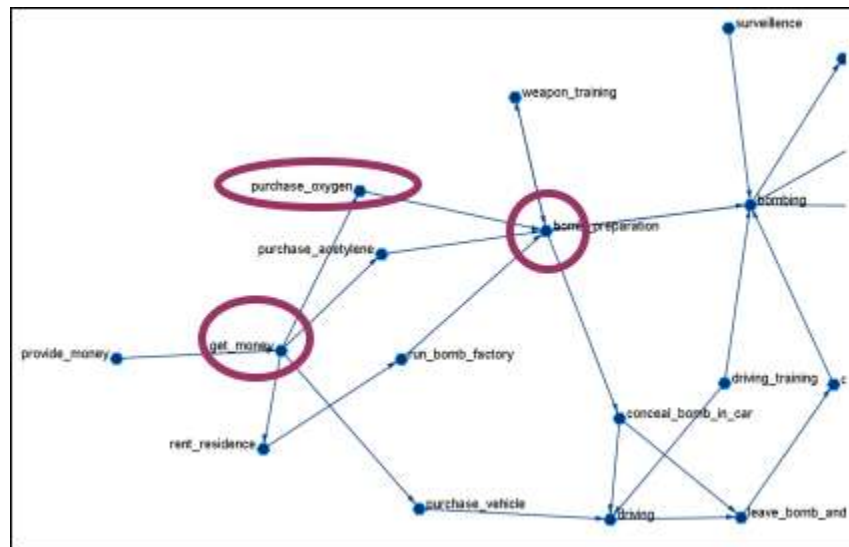 surveillence
weapon_training
purchase_oxygen
bombing
bomb_preparation
purchase_acetylene
get_money
provide_money
run_bomb_factory
driving_training
conceal_bomb_in_car
rent_residence
purchase_vehicle
driving
leave_bomb_and